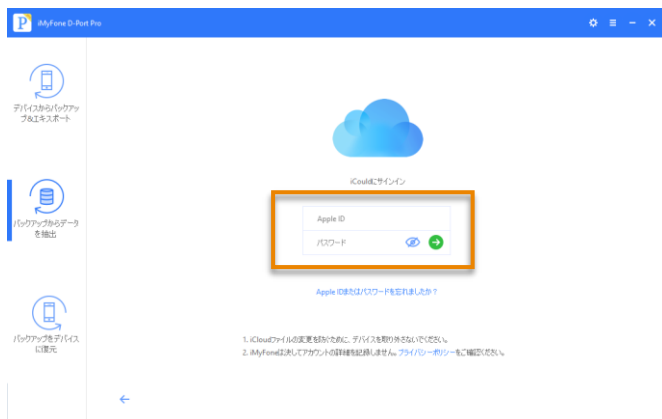 iMyFone D-Port Pro
デバイスからバックアッ
プ&エキスポート
バックアップからデータ
を抽出
バックアップをデバイス
に復元
iCouldにサインイン
Apple ID
パスワード
Apple IDまたはパスワードを忘れましたか?
1. iCloudファイルの変更を防ぐために、デバイスを取り外さないでください。
2. iMyFoneは決してアカウントの詳細を記録しません。プライバシーポリシーをご確認ください。